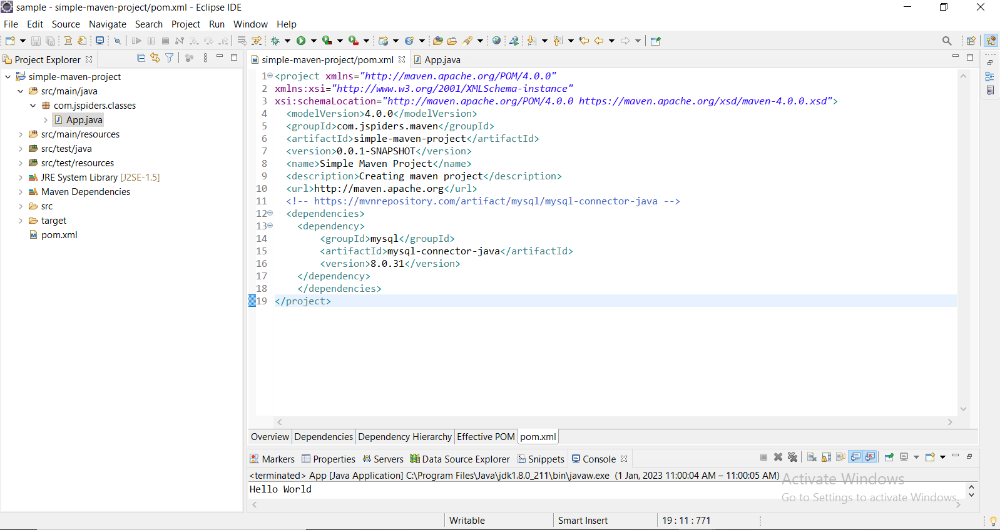 sample - simple-maven-project/pom.xml - Eclipse IDE
File Edit Source Navigate Search Project Run Window Help
Project Explorer
simple-maven-project
src/main/java
com.jspiders.classes
App.java
src/main/resources
src/test/java
src/test/resources
JRE System Library [J2SE-1.5]
Maven Dependencies
src
target
pom.xml
simple-maven-project/pom.xml App.java
1 <project xmlns="http://maven.apache.org/POM/4.0.0"
2 xmlns:xsi="http://www.w3.org/2001/XMLSchema-instance"
3 xsi:schemaLocation="http://maven.apache.org/POM/4.0.0 https://maven.apache.org/xsd/maven-4.0.0.xsd">
4 <modelVersion>4.0.0</modelVersion>
5 <groupId>com.jspiders.maven</groupId>
6 <artifactId>simple-maven-project</artifactId>
7 <version>0.0.1-SNAPSHOT</version>
8 <name>Simple Maven Project</name>
9 <description>Creating maven project</description>
10 <url>http://maven.apache.org</url>
11 <!-- https://mvnrepository.com/artifact/mysql/mysql-connector-java -->
12 <dependencies>
13 <dependency>
14 <groupId>mysql</groupId>
15 <artifactId>mysql-connector-java</artifactId>
16 <version>8.0.31</version>
17 </dependency>
18 </dependencies>
19 </project>
Overview Dependencies Dependency Hierarchy Effective POM pom.xml
Markers Properties Servers Data Source Explorer Snippets Console
<terminated> App [Java Application] C:\Program Files\Java\jdk1.8.0_211\bin\javaw.exe (1 Jan, 2023 11:00:04 AM – 11:00:05 AM)
Hello World
Activate Windows
Go to Settings to activate Windows.
Writable Smart Insert 19 : 11 : 771